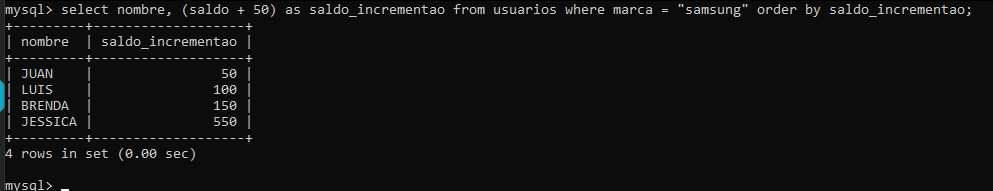 mysql> select nombre, (saldo + 50) as saldo_incrementao from usuarios where marca = "samsung" order by saldo_incrementao;
+---------+-------------------+
| nombre  | saldo_incrementao |
+---------+-------------------+
| JUAN    |                50 |
| LUIS    |               100 |
| BRENDA  |               150 |
| JESSICA |               550 |
+---------+-------------------+
4 rows in set (0.00 sec)

mysql> _